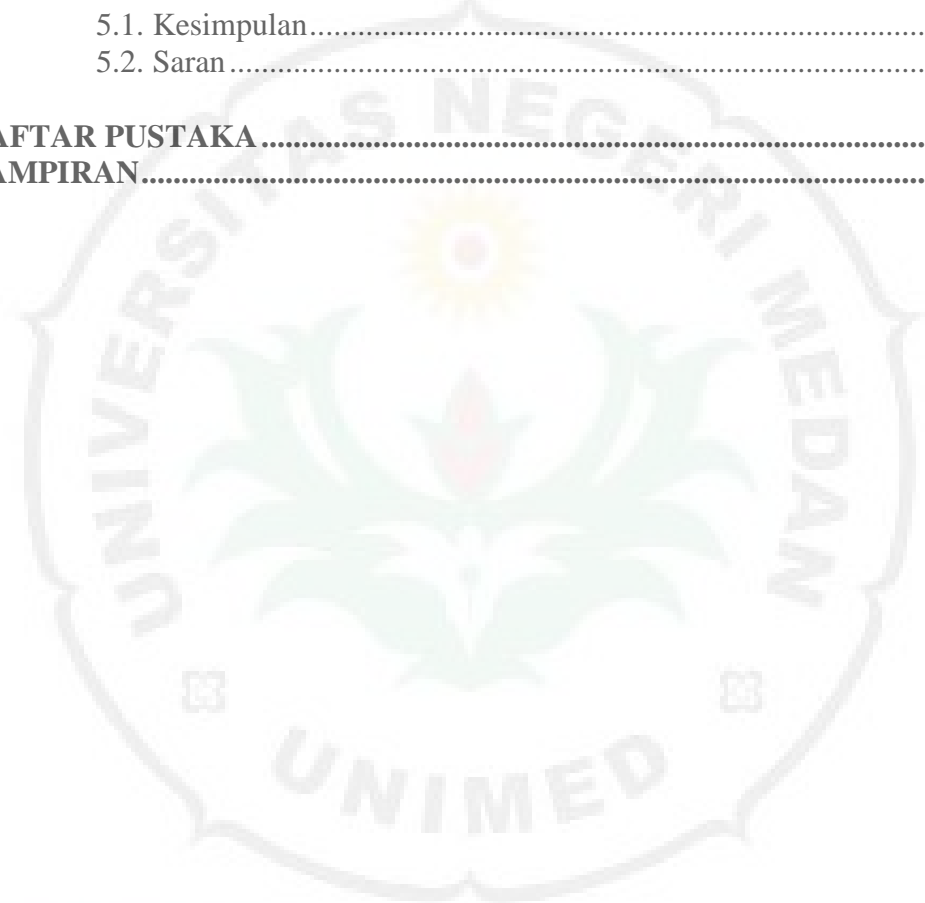 5.1. Kesimpulan........................................................................
5.2. Saran ..................................................................................
AFTAR PUSTAKA ................................................................................
AMPIRAN...............................................................................................
UNIVERSITAS NEGERI MEDAN
UNIMED